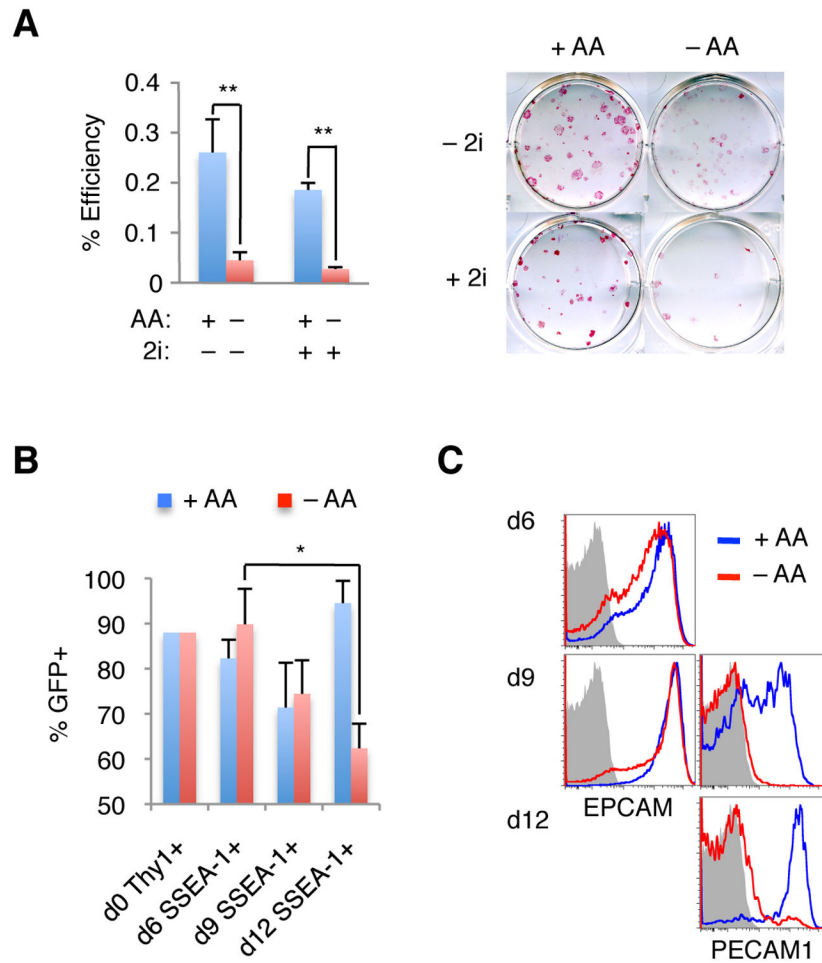 A
+ AA – AA
0.4
0.3
0.2
0.1
0
% Efficiency
**
**
AA: + – + –
2i: – – + +
– 2i
+ 2i
B
+ AA – AA
*
100
90
80
70
60
50
% GFP+
d0 Thy1+
d6 SSEA-1+
d9 SSEA-1+
d12 SSEA-1+
C
d6
+ AA
– AA
d9
EPCAM
d12
PECAM1